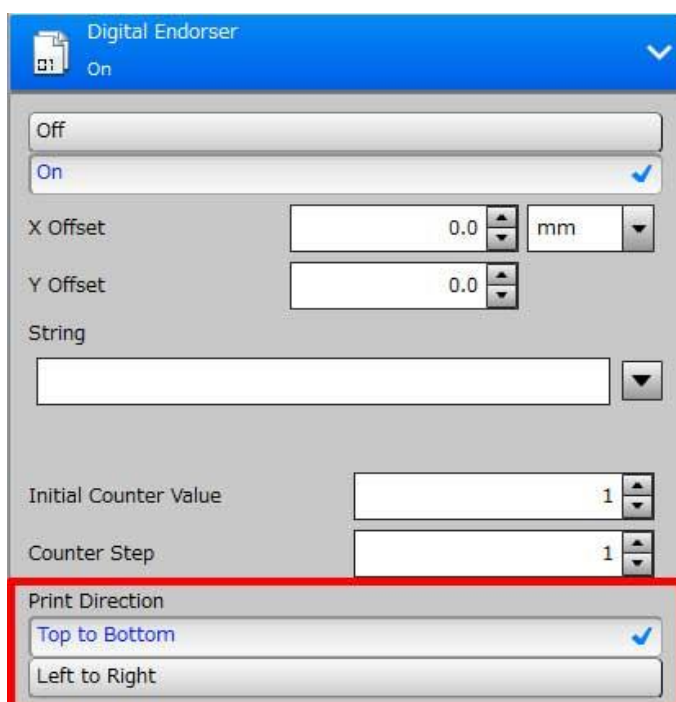 Digital Endorser
01
On
Off
On
X Offset 0.0 mm
Y Offset 0.0
String
Initial Counter Value 1
Counter Step 1
Print Direction
Top to Bottom
Left to Right